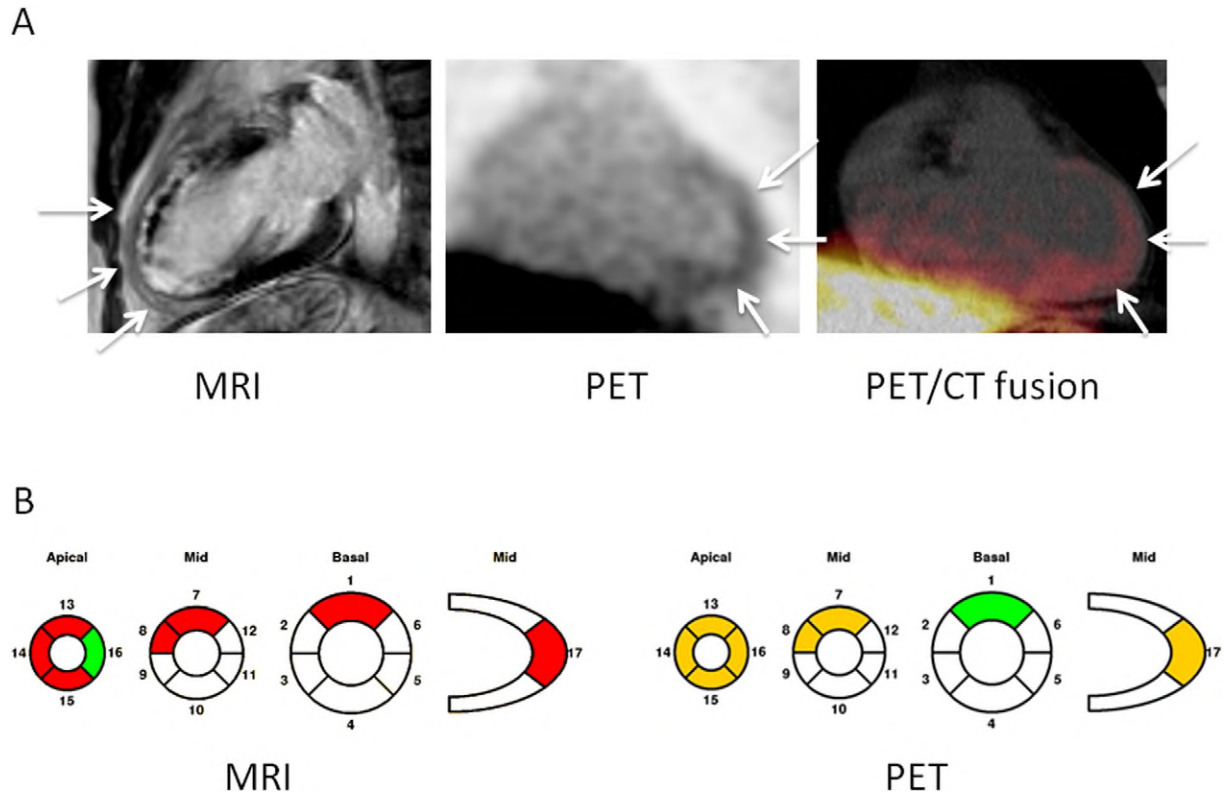 A
MRI PET PET/CT fusion
B
Apical Mid Basal Mid Apical Mid Basal Mid
13 7 1 13 7 1
8 12 2 6 8 12 2 6
14 16 17 14 16 17
9 11 3 5 9 11 3 5
15 10 4 15 10 4
MRI PET